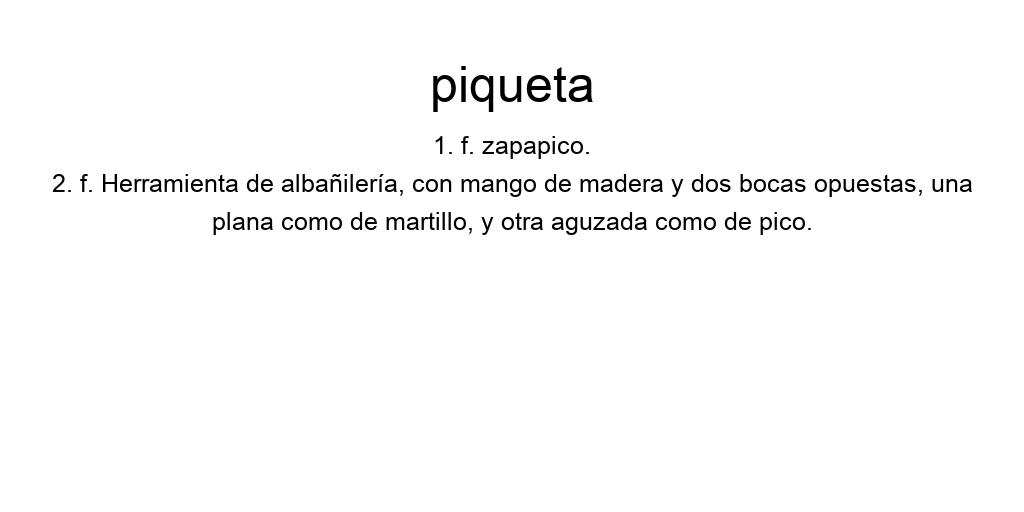 piqueta
1. f. zapapico.
2. f. Herramienta de albañilería, con mango de madera y dos bocas opuestas, una
plana como de martillo, y otra aguzada como de pico.